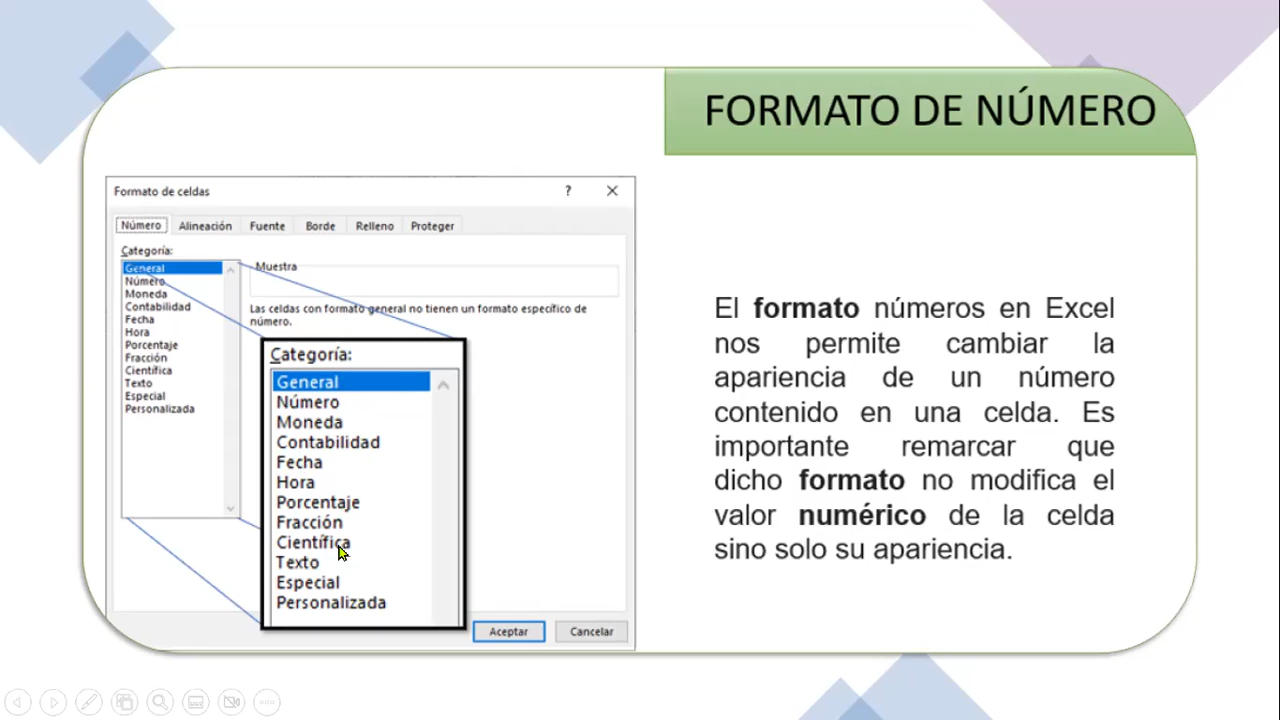 FORMATO DE NÚMERO
Formato de celdas
?
Número Alineación Fuente Borde Relleno Proteger
Categoría:
General
Número
Moneda
Contabilidad
Fecha
Hora
Porcentaje
Fracción
Científica
Texto
Especial
Personalizada
Muestra
Las celdas con formato general no tienen un formato específico de
número.
Categoría:
General
Número
Moneda
Contabilidad
Fecha
Hora
Porcentaje
Fracción
Científica
Texto
Especial
Personalizada
Aceptar Cancelar
El formato números en Excel
nos permite cambiar la
apariencia de un número
contenido en una celda. Es
importante remarcar que
dicho formato no modifica el
valor numérico de la celda
sino solo su apariencia.